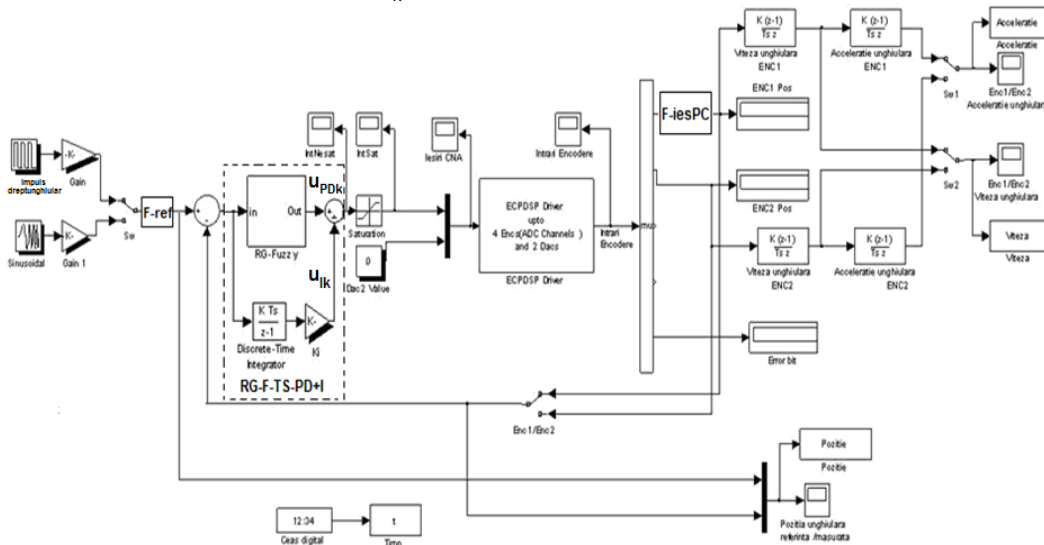 K (z-1)
Ts z
Viteza unghiulara
ENC1
K (z-1)
Ts z
Acceleratie unghiulara
ENC1
Acceleratie
Acceleratie
Sw1
Enc1/Enc2
Acceleratie unghiulara
ENC1 Pos
F-iesPC
IntNesat
IntSat
Iesiri CNA
Intrari Encodere
Impuls
dreptunghiular
-K-
Gain
Sw
F-ref
Sinusoidal
K-
Gain 1
+
-
in
Out
RG-Fuzzy
uPDk
Saturation
0
Dac2 Value
uIk
K Ts
z-1
Discrete-Time
Integrator
K-
Ki
RG-F-TS-PD+I
ECPDSP Driver
upto
4 Encs(ADC Channels )
and 2 Dacs
ECPDSP Driver
Intrari
Encodere
ENC2 Pos
Sw2
Enc1/Enc2
Viteza unghiulara
K (z-1)
Ts z
Viteza unghiulara
ENC2
K (z-1)
Ts z
Acceleratie unghiulara
ENC2
Viteza
Viteza
Error bit
Enc1/Enc2
Pozitie
Pozitie
Pozitia unghiulara
referinta /masurata
12:34
Ceas digital
t
Timp